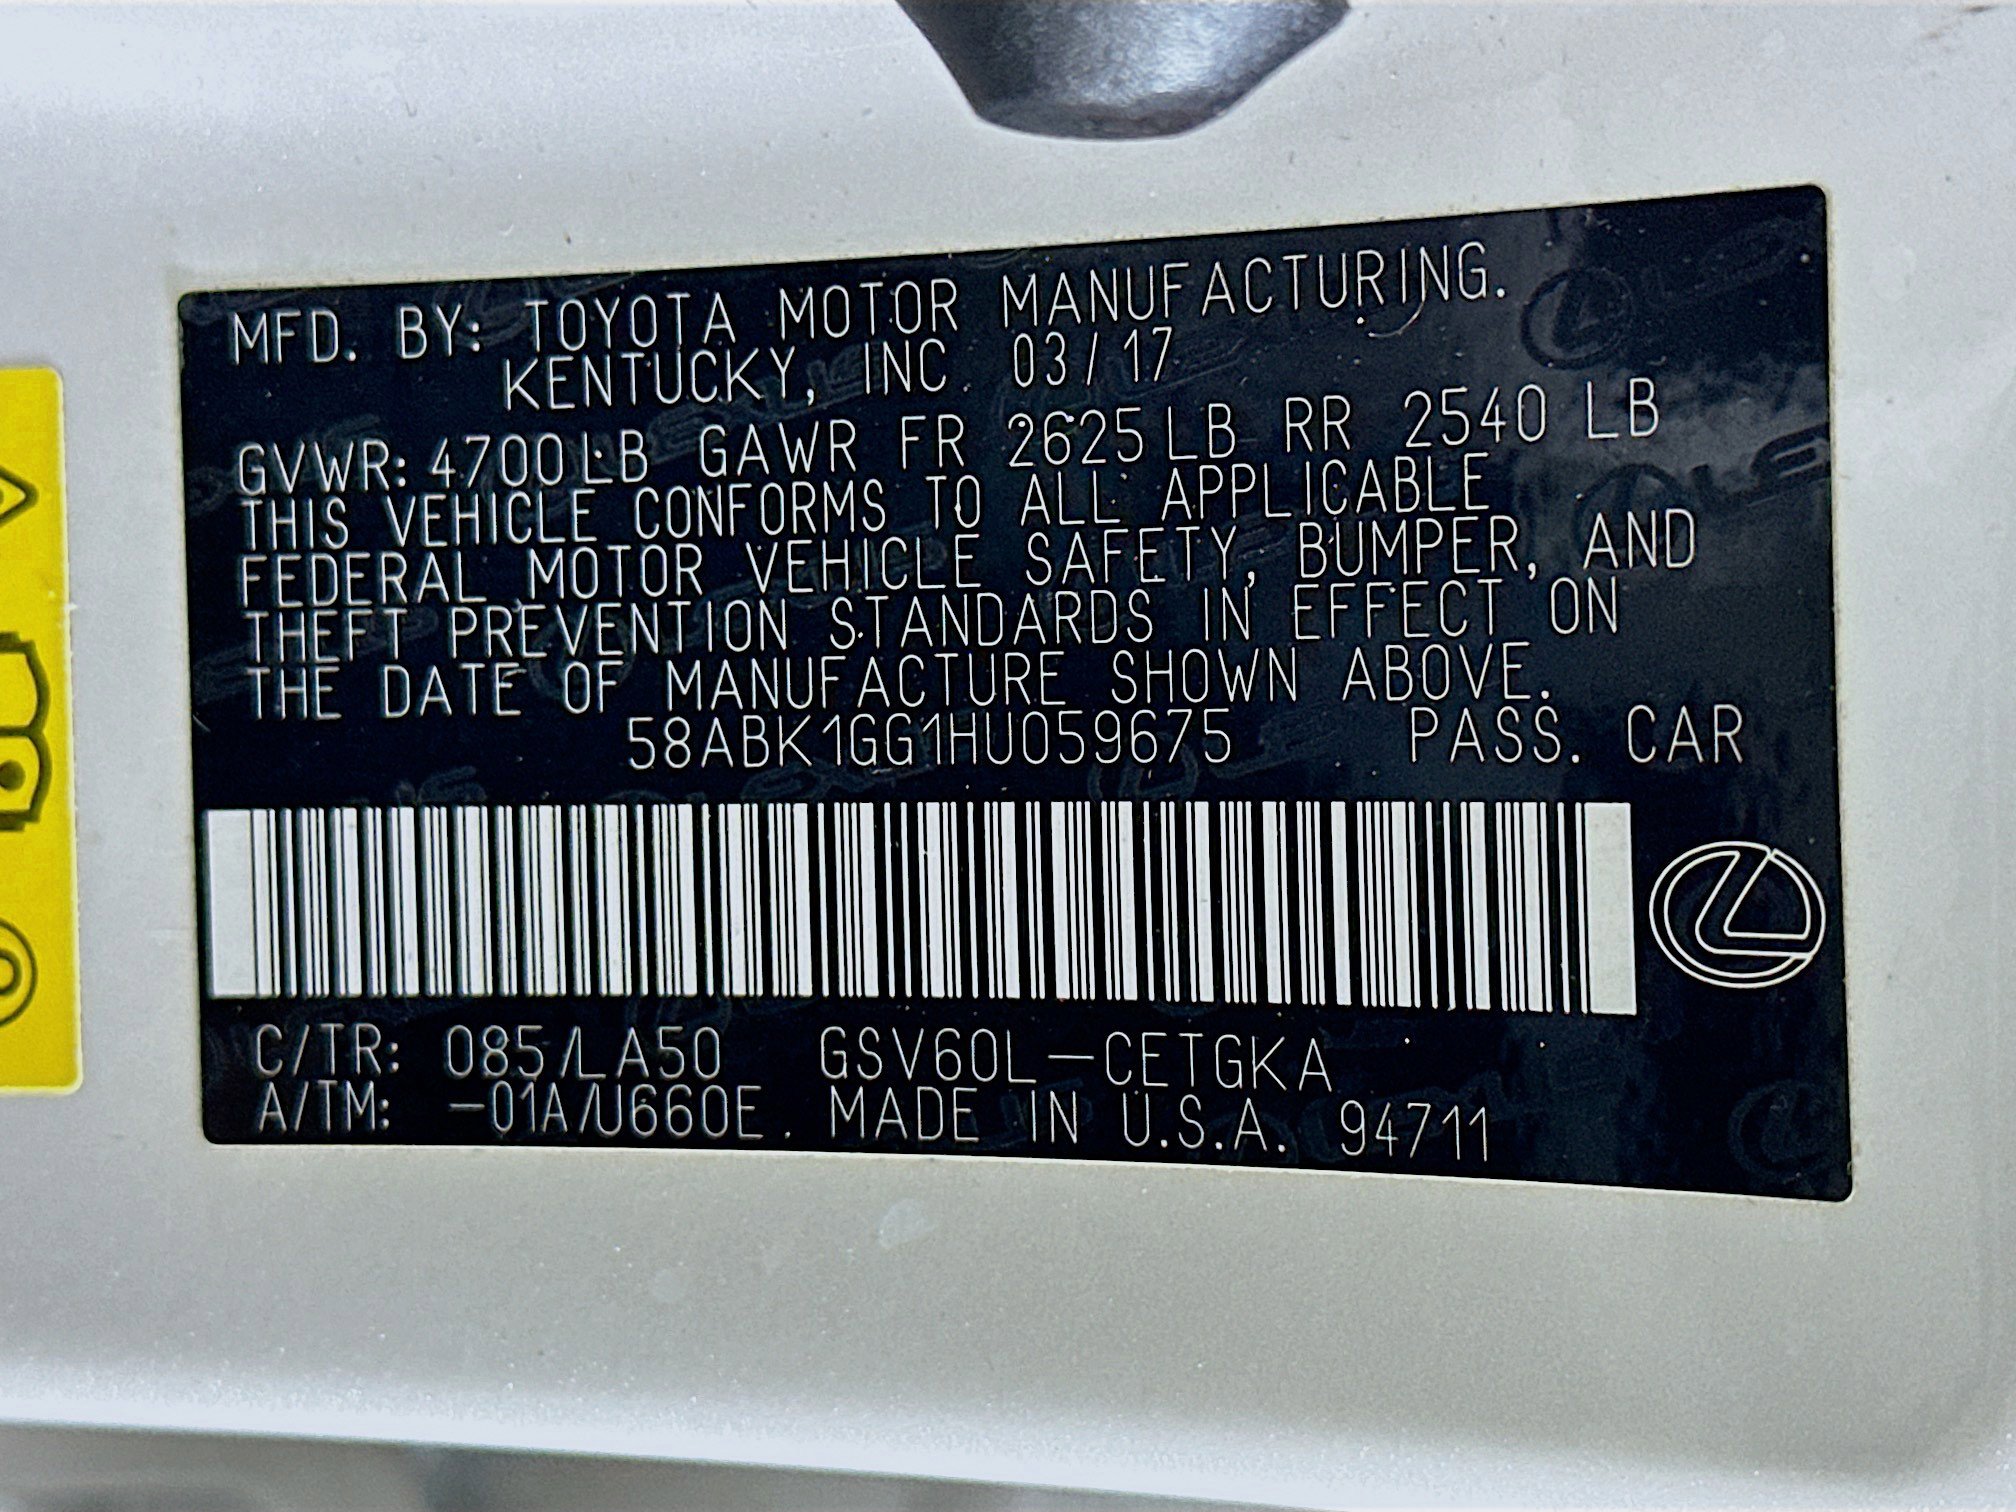 MFD. BY: TOYOTA MOTOR MANUFACTURING.
KENTUCKY, INC. 03/17
GVWR: 4700LB GAWR FR 2625LB RR 2540 LB
THIS VEHICLE CONFORMS TO ALL APPLICABLE
FEDERAL MOTOR VEHICLE SAFETY, BUMPER, AND
THEFT PREVENTION STANDARDS IN EFFECT ON
THE DATE OF MANUFACTURE SHOWN ABOVE.
58ABK1GG1HU059675 PASS. CAR
C/TR: 085/LA50 GSV60L-CETGKA
A/TM: -01A/U660E. MADE IN U.S.A. 94711